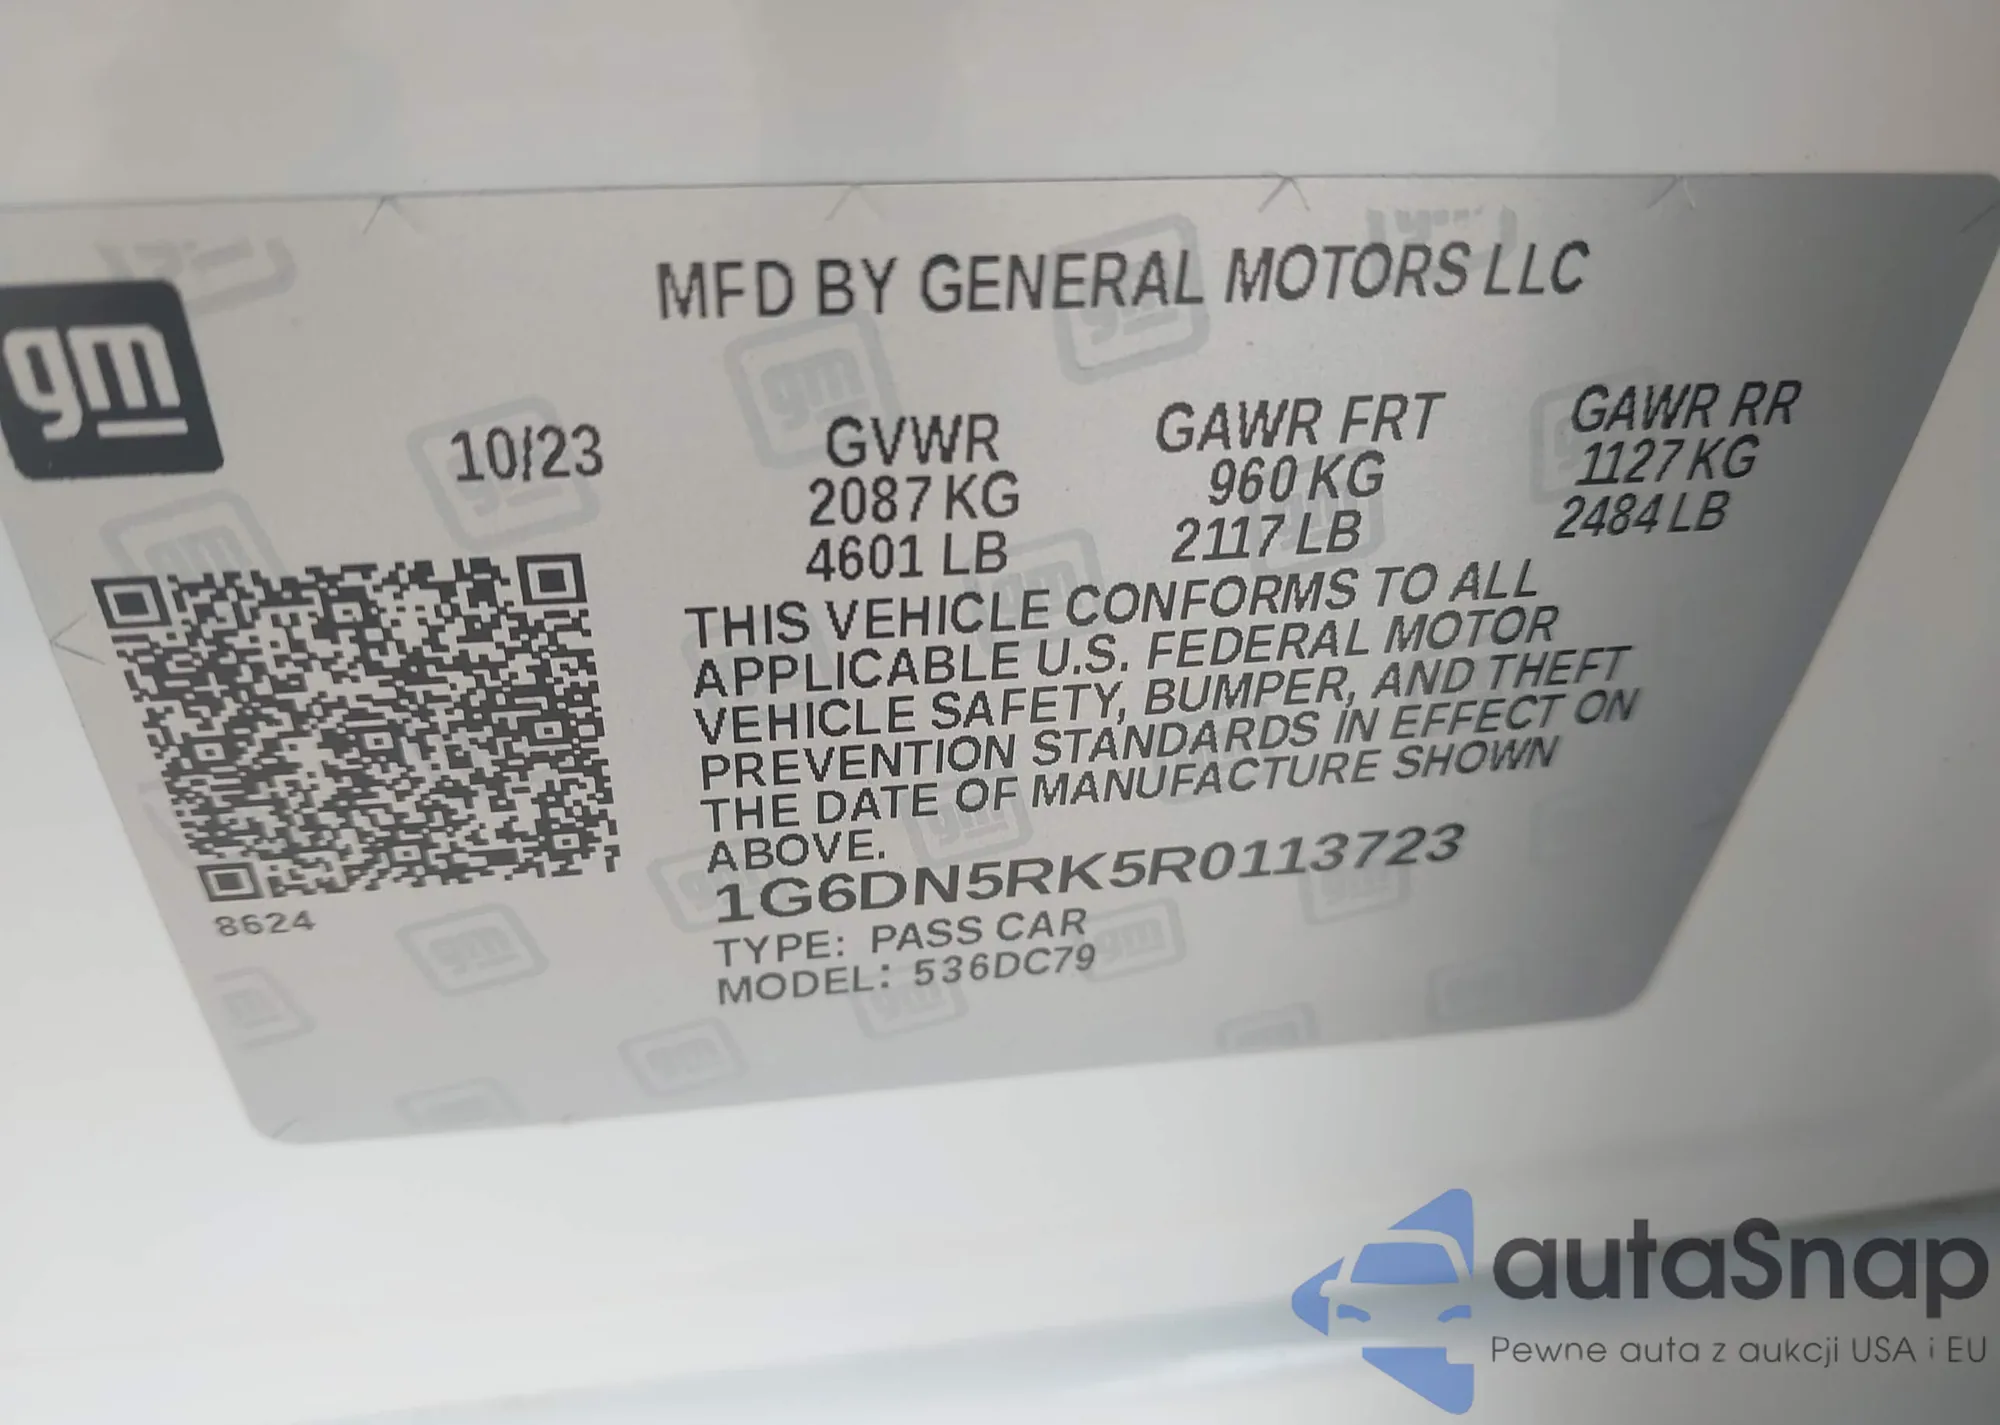 MFD BY GENERAL MOTORS LLC
gm
10/23
GVWR
2087 KG
4601 LB
GAWR FRT
960 KG
2117 LB
GAWR RR
1127 KG
2484 LB
THIS VEHICLE CONFORMS TO ALL
APPLICABLE U.S. FEDERAL MOTOR
VEHICLE SAFETY, BUMPER, AND THEFT
PREVENTION STANDARDS IN EFFECT ON
THE DATE OF MANUFACTURE SHOWN
ABOVE.
1G6DN5RK5R0113723
TYPE: PASS CAR
MODEL: 536DC79
8624
autaSnap
Pewne auta z aukcji USA i EU